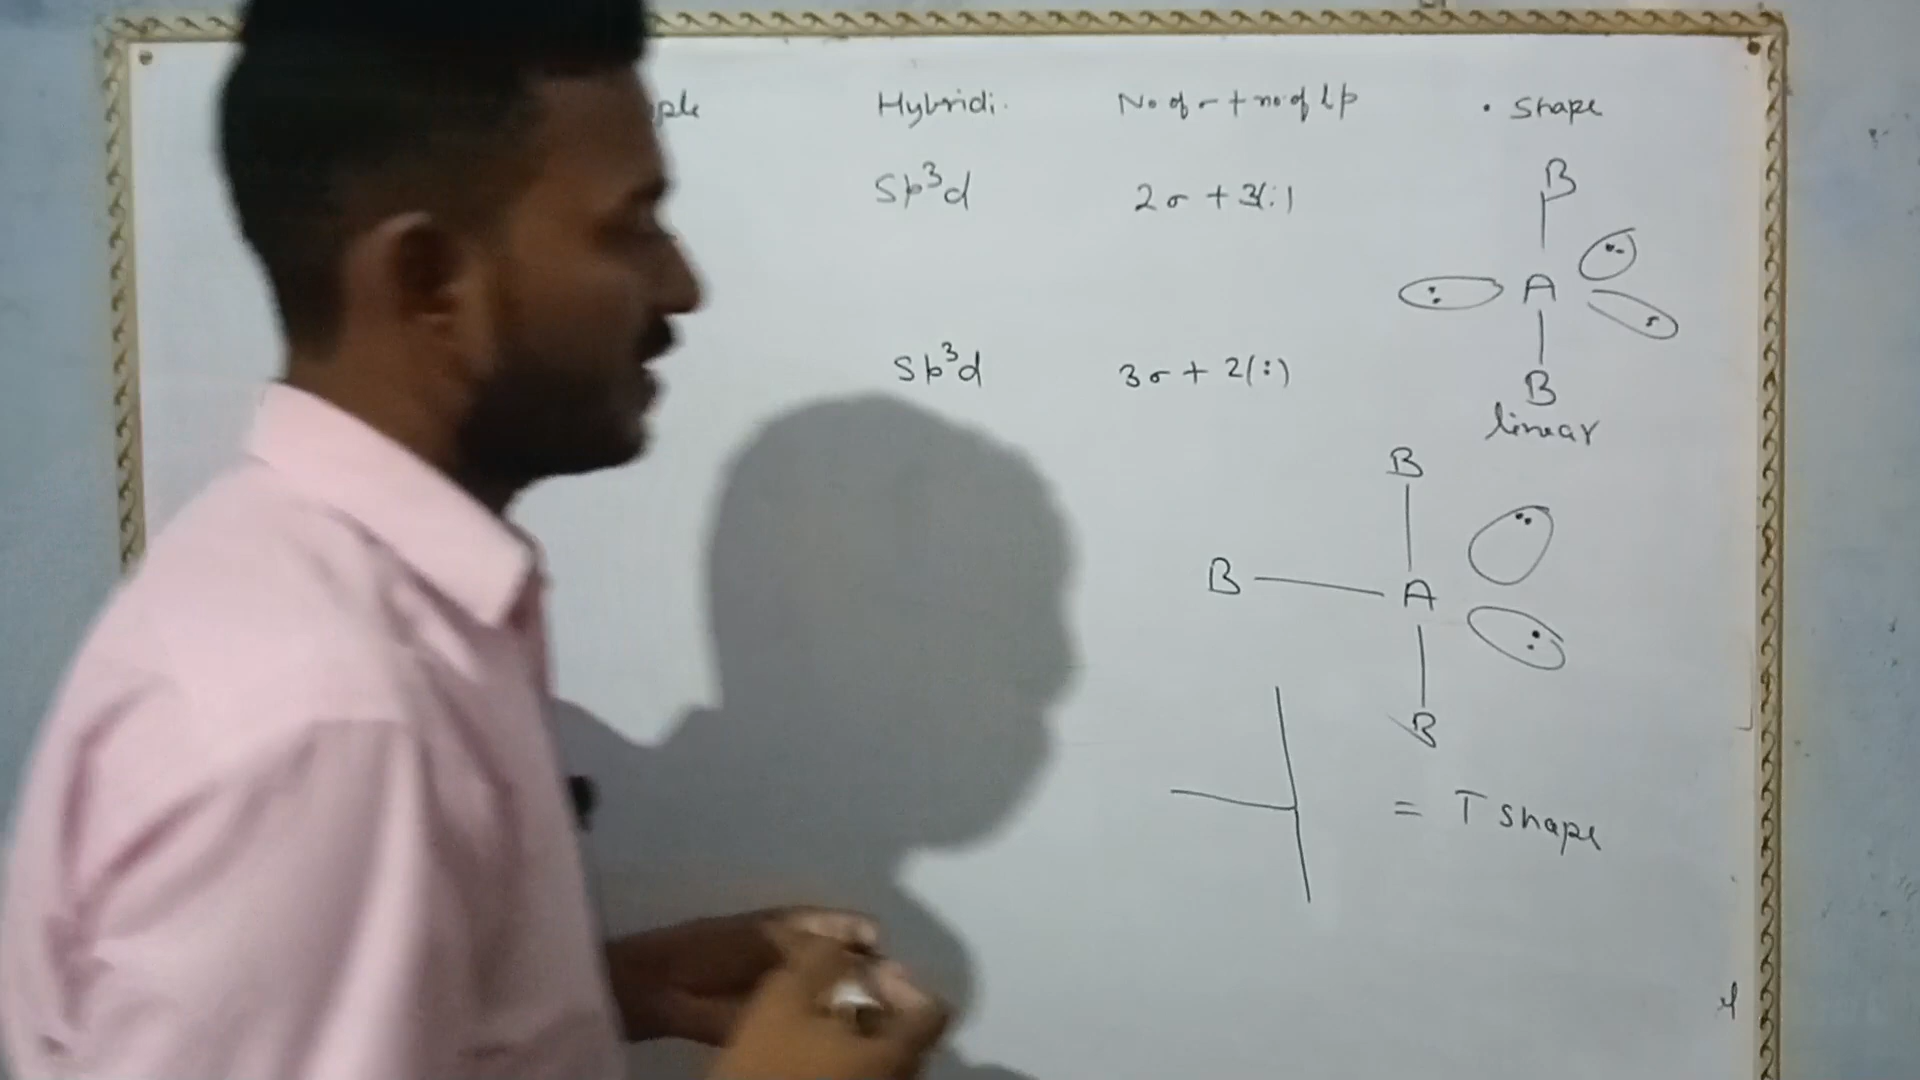 Hybridi. No of σ + no of lp • Shape
Sp³d 2σ + 3(:)
B
A
B
linear
Sp³d 3σ + 2(:)
B
B A
B
= T shape